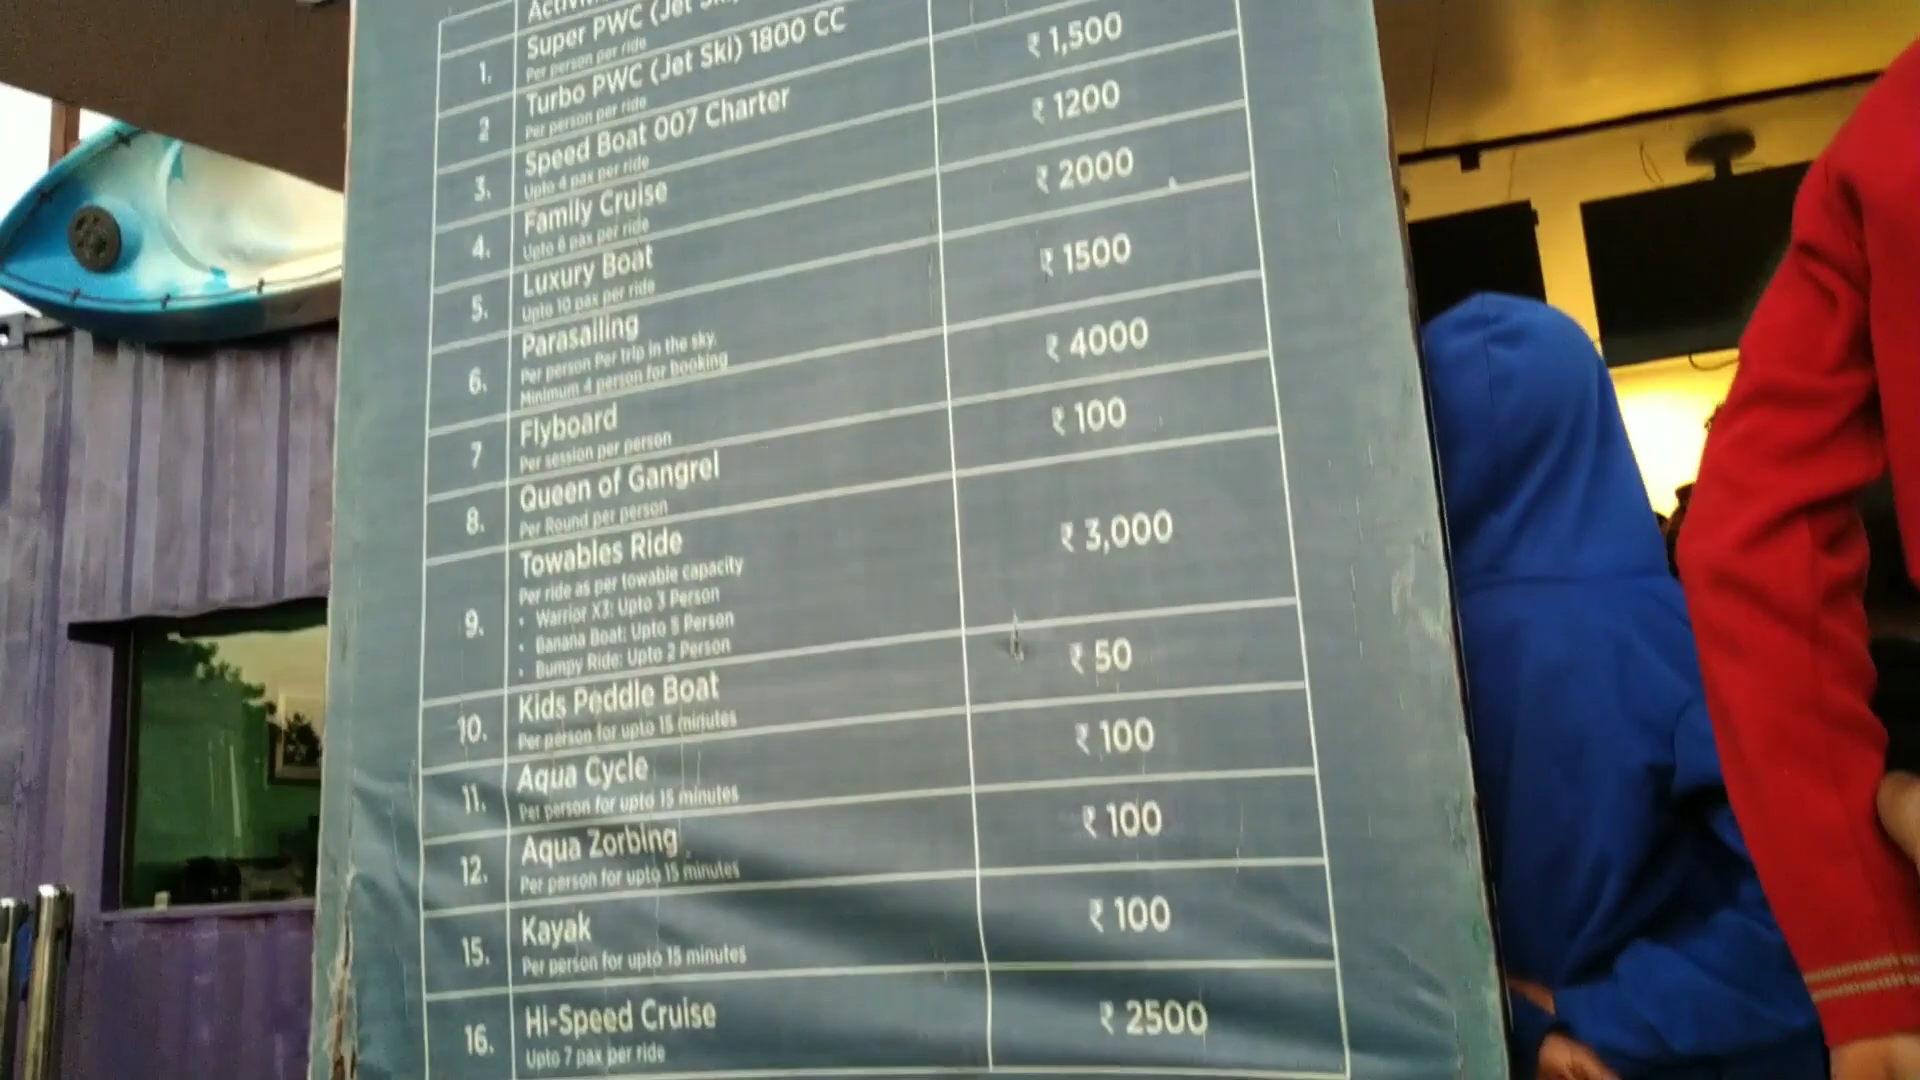 1.
Super PWC (Jet
Per person per ride
2
Turbo PWC (Jet Ski) 1800 CC
Per person per ride
3.
Speed Boat 007 Charter
Upto 4 pax per ride
₹ 1,500
4.
Family Cruise
Upto 6 pax per ride
₹ 1200
5.
Luxury Boat
Upto 10 pax per ride
₹ 2000
6.
Parasailing
Per person Per trip in the sky.
Minimum 4 person for booking
₹ 1500
7
Flyboard
Per session per person
₹ 4000
8.
Queen of Gangrel
Per Round per person
₹ 100
9.
Towables Ride
Per ride as per towable capacity
• Warrior X3: Upto 3 Person
• Banana Boat: Upto 5 Person
• Bumpy Ride: Upto 2 Person
₹ 3,000
10.
Kids Peddle Boat
Per person for upto 15 minutes
₹ 50
11.
Aqua Cycle
Per person for upto 15 minutes
₹ 100
12.
Aqua Zorbing
Per person for upto 15 minutes
₹ 100
15.
Kayak
Per person for upto 15 minutes
₹ 100
16.
Hi-Speed Cruise
Upto 7 pax per ride
₹ 2500